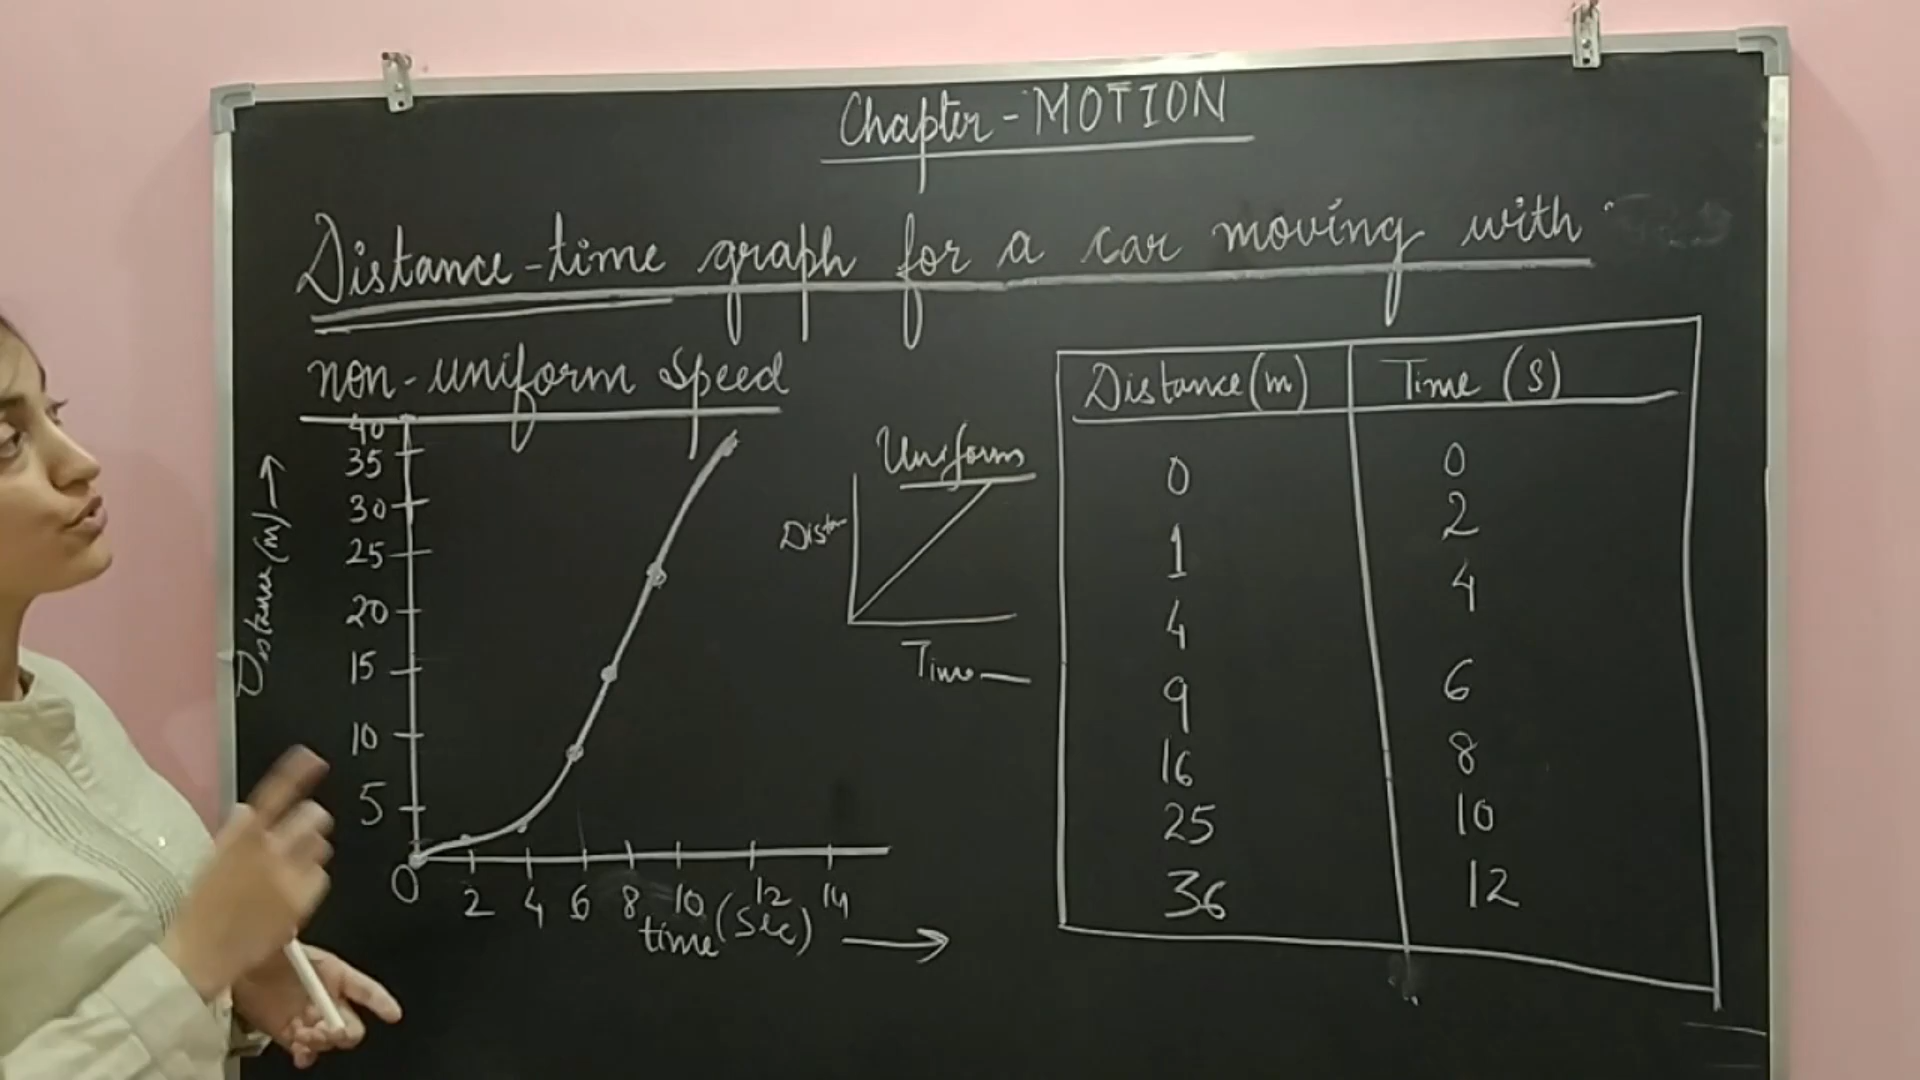 Chapter - MOTION
Distance - time graph for a car moving with
non-uniform speed
40
35
30
25
20
15
10
5
0
Distance (m) →
2 4 6 8 10 12 14
time (Sec) →
Uniform
Time
Distance (m) Time (S)
0 0
1 2
4 4
9 6
16 8
25 10
36 12